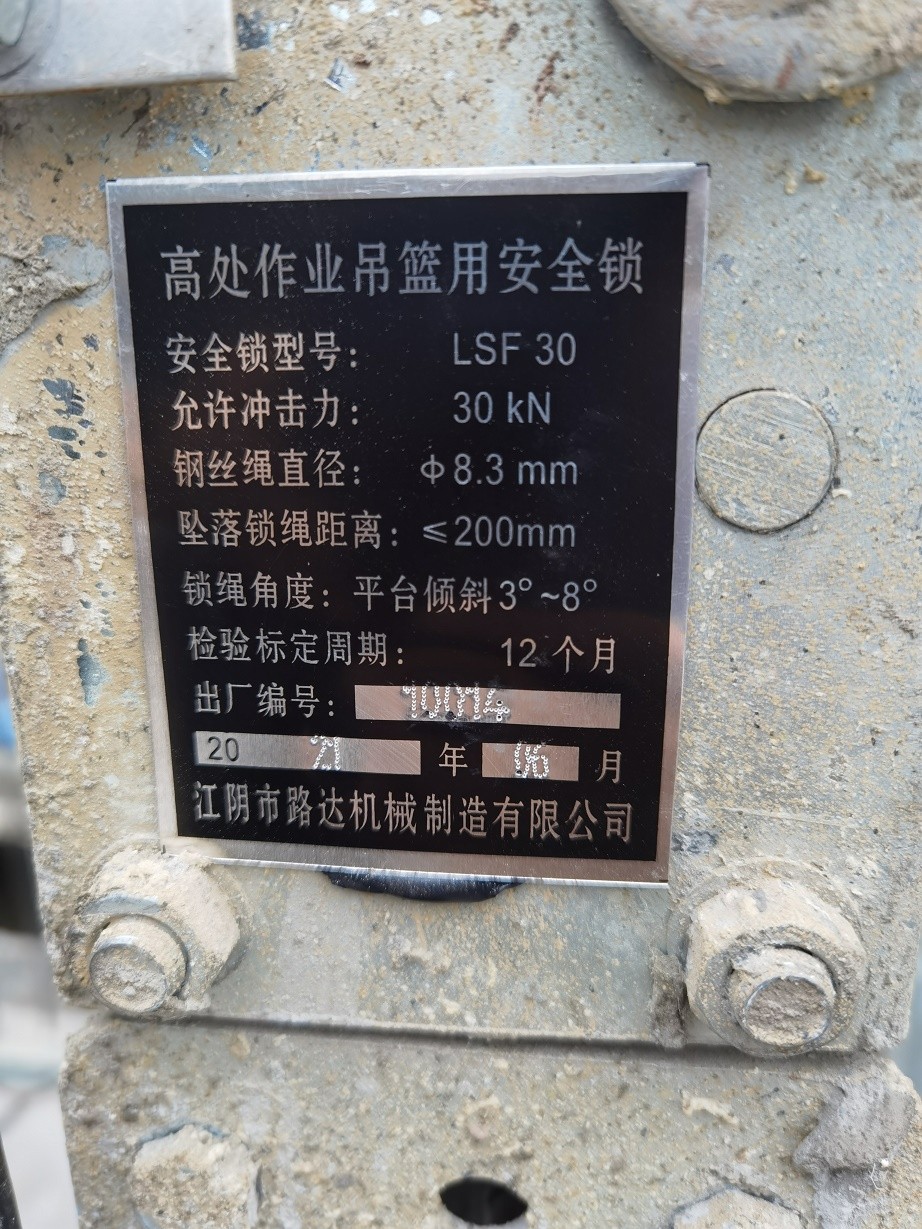 高处作业吊篮用安全锁
安全锁型号： LSF 30
允许冲击力： 30 kN
钢丝绳直径： φ8.3 mm
坠落锁绳距离：≤200mm
锁绳角度：平台倾斜3°~8°
检验标定周期： 12 个月
出厂编号：
20 21 年 06 月
江阴市路达机械制造有限公司